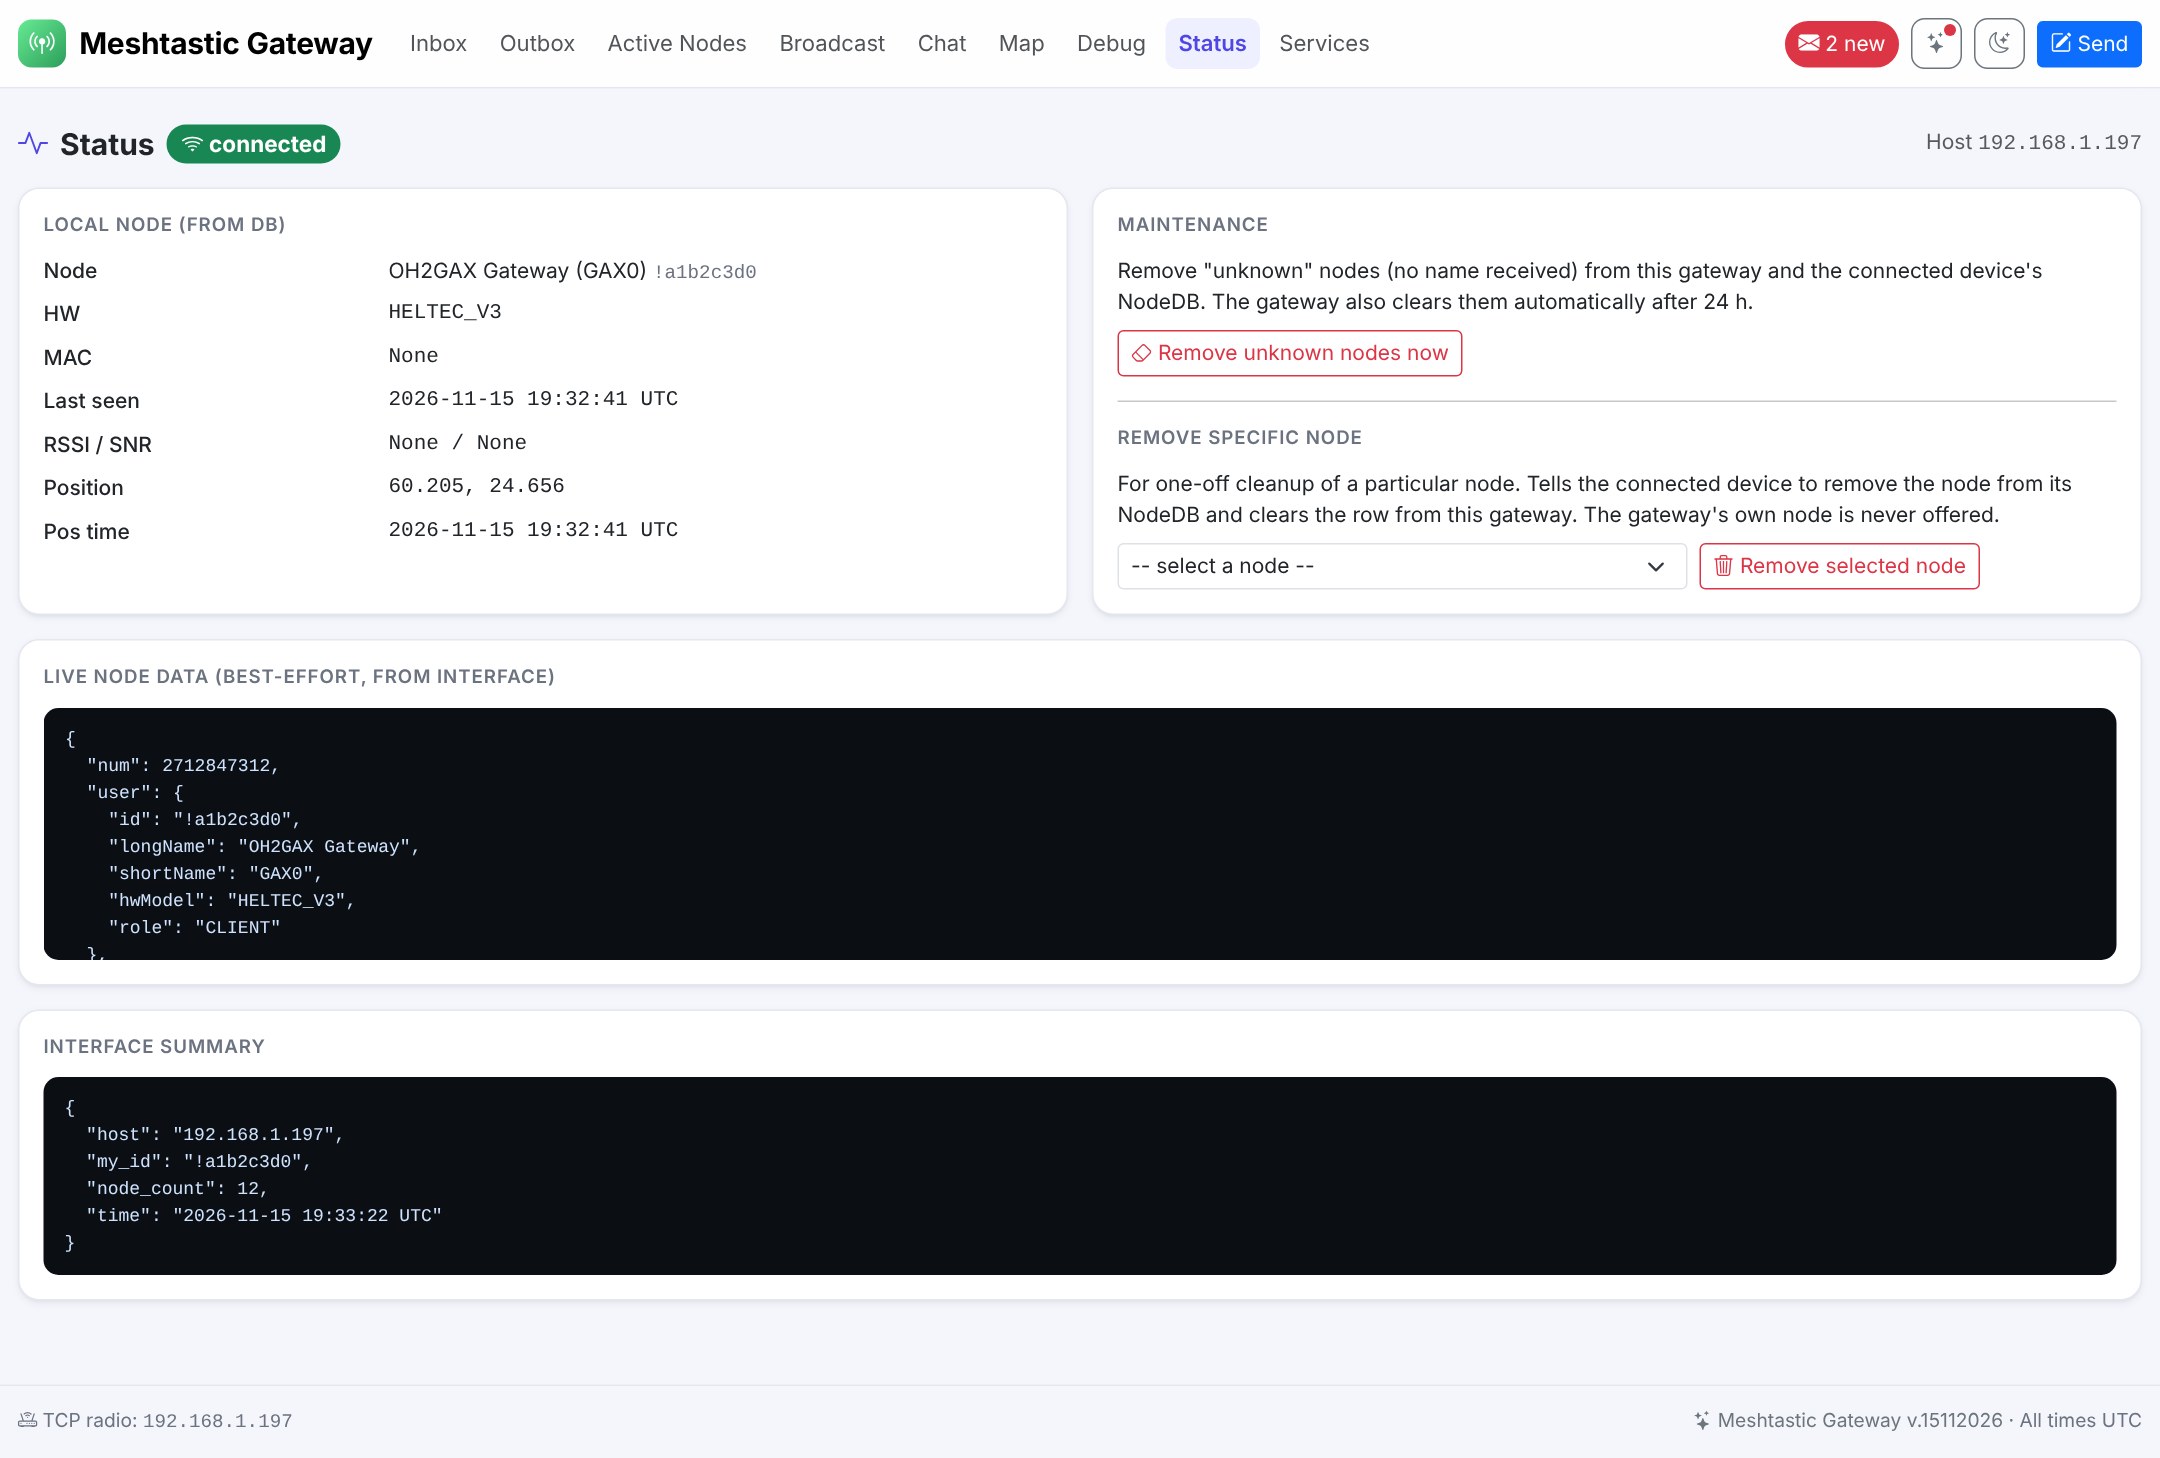 Meshtastic Gateway Inbox Outbox Active Nodes Broadcast Chat Map Debug Status Services 2 new Send
Status connected Host 192.168.1.197
LOCAL NODE (FROM DB)
Node OH2GAX Gateway (GAX0) !a1b2c3d0
HW HELTEC_V3
MAC None
Last seen 2026-11-15 19:32:41 UTC
RSSI / SNR None / None
Position 60.205, 24.656
Pos time 2026-11-15 19:32:41 UTC
MAINTENANCE
Remove "unknown" nodes (no name received) from this gateway and the connected device's
NodeDB. The gateway also clears them automatically after 24 h.
Remove unknown nodes now
REMOVE SPECIFIC NODE
For one-off cleanup of a particular node. Tells the connected device to remove the node from its
NodeDB and clears the row from this gateway. The gateway's own node is never offered.
-- select a node -- Remove selected node
LIVE NODE DATA (BEST-EFFORT, FROM INTERFACE)
{
"num": 2712847312,
"user": {
"id": "!a1b2c3d0",
"longName": "OH2GAX Gateway",
"shortName": "GAX0",
"hwModel": "HELTEC_V3",
"role": "CLIENT"
},
INTERFACE SUMMARY
{
"host": "192.168.1.197",
"my_id": "!a1b2c3d0",
"node_count": 12,
"time": "2026-11-15 19:33:22 UTC"
}
TCP radio: 192.168.1.197 Meshtastic Gateway v.15112026 · All times UTC